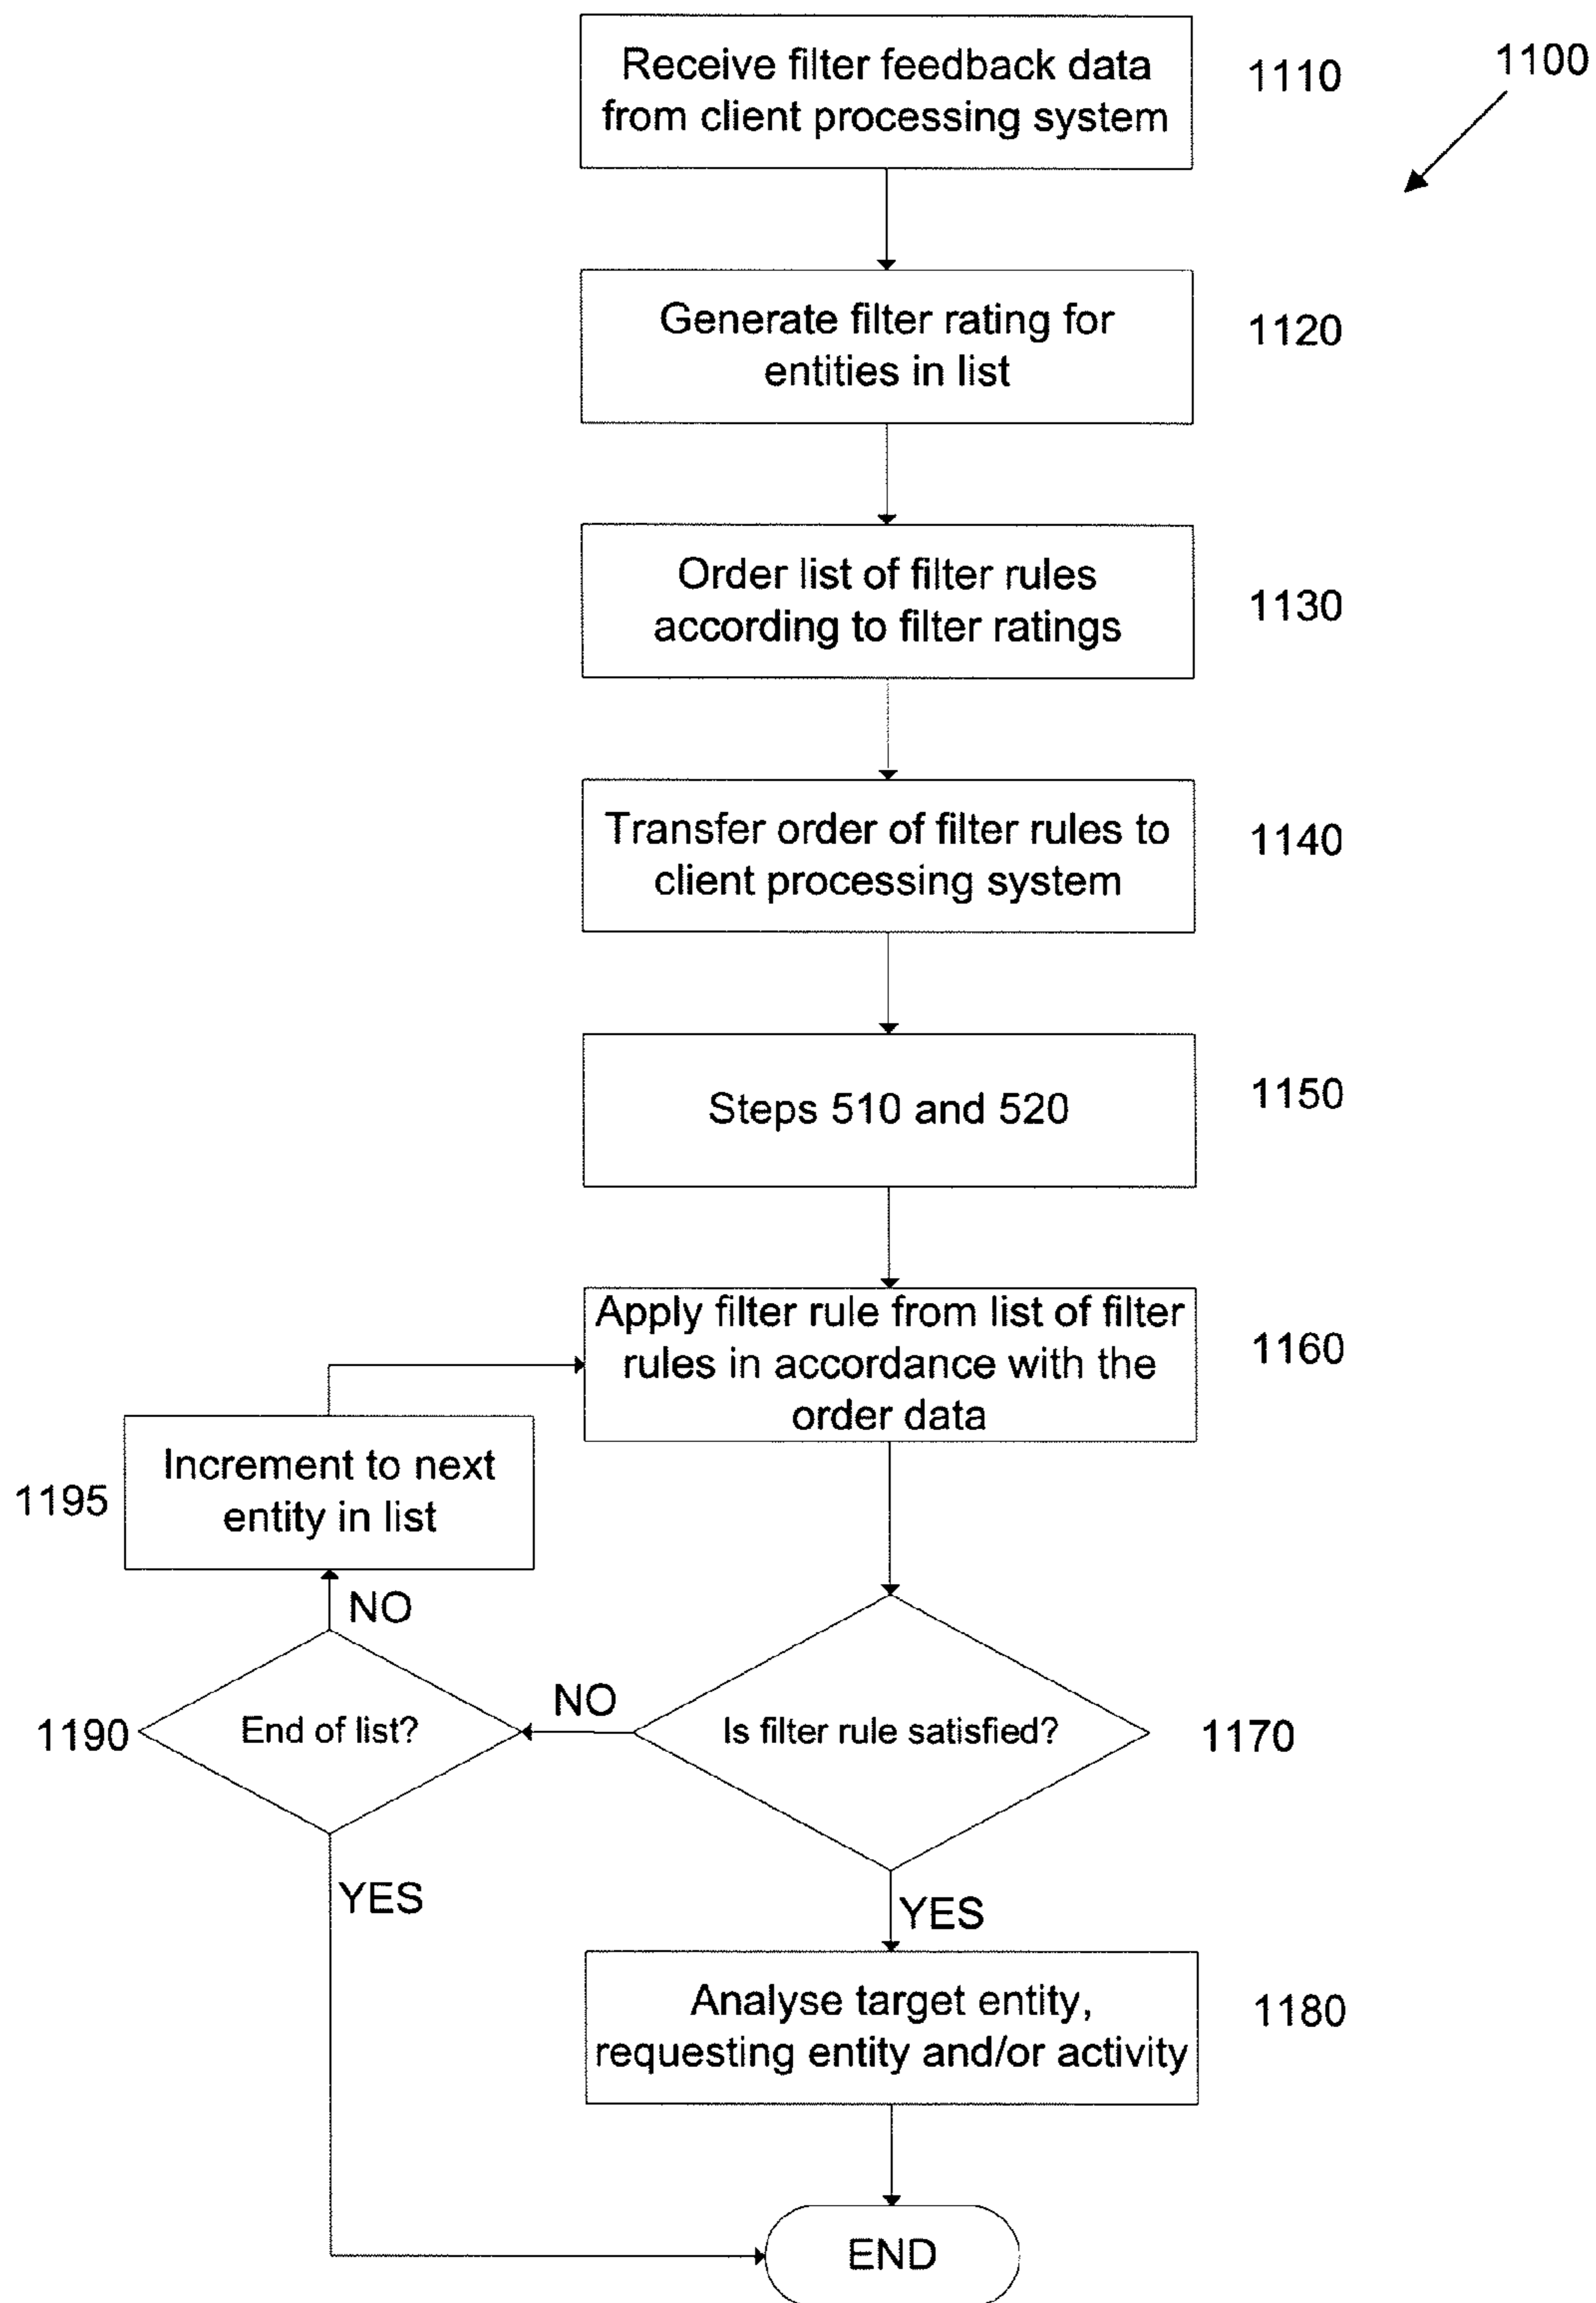 Receive filter feedback data
from client processing system
1110
1100
Generate filter rating for
entities in list
1120
Order list of filter rules
according to filter ratings
1130
Transfer order of filter rules to
client processing system
1140
Steps 510 and 520
1150
Apply filter rule from list of filter
rules in accordance with the
order data
1160
Increment to next
entity in list
1195
NO
End of list?
1190
NO
Is filter rule satisfied?
1170
YES
YES
Analyse target entity,
requesting entity and/or activity
1180
END